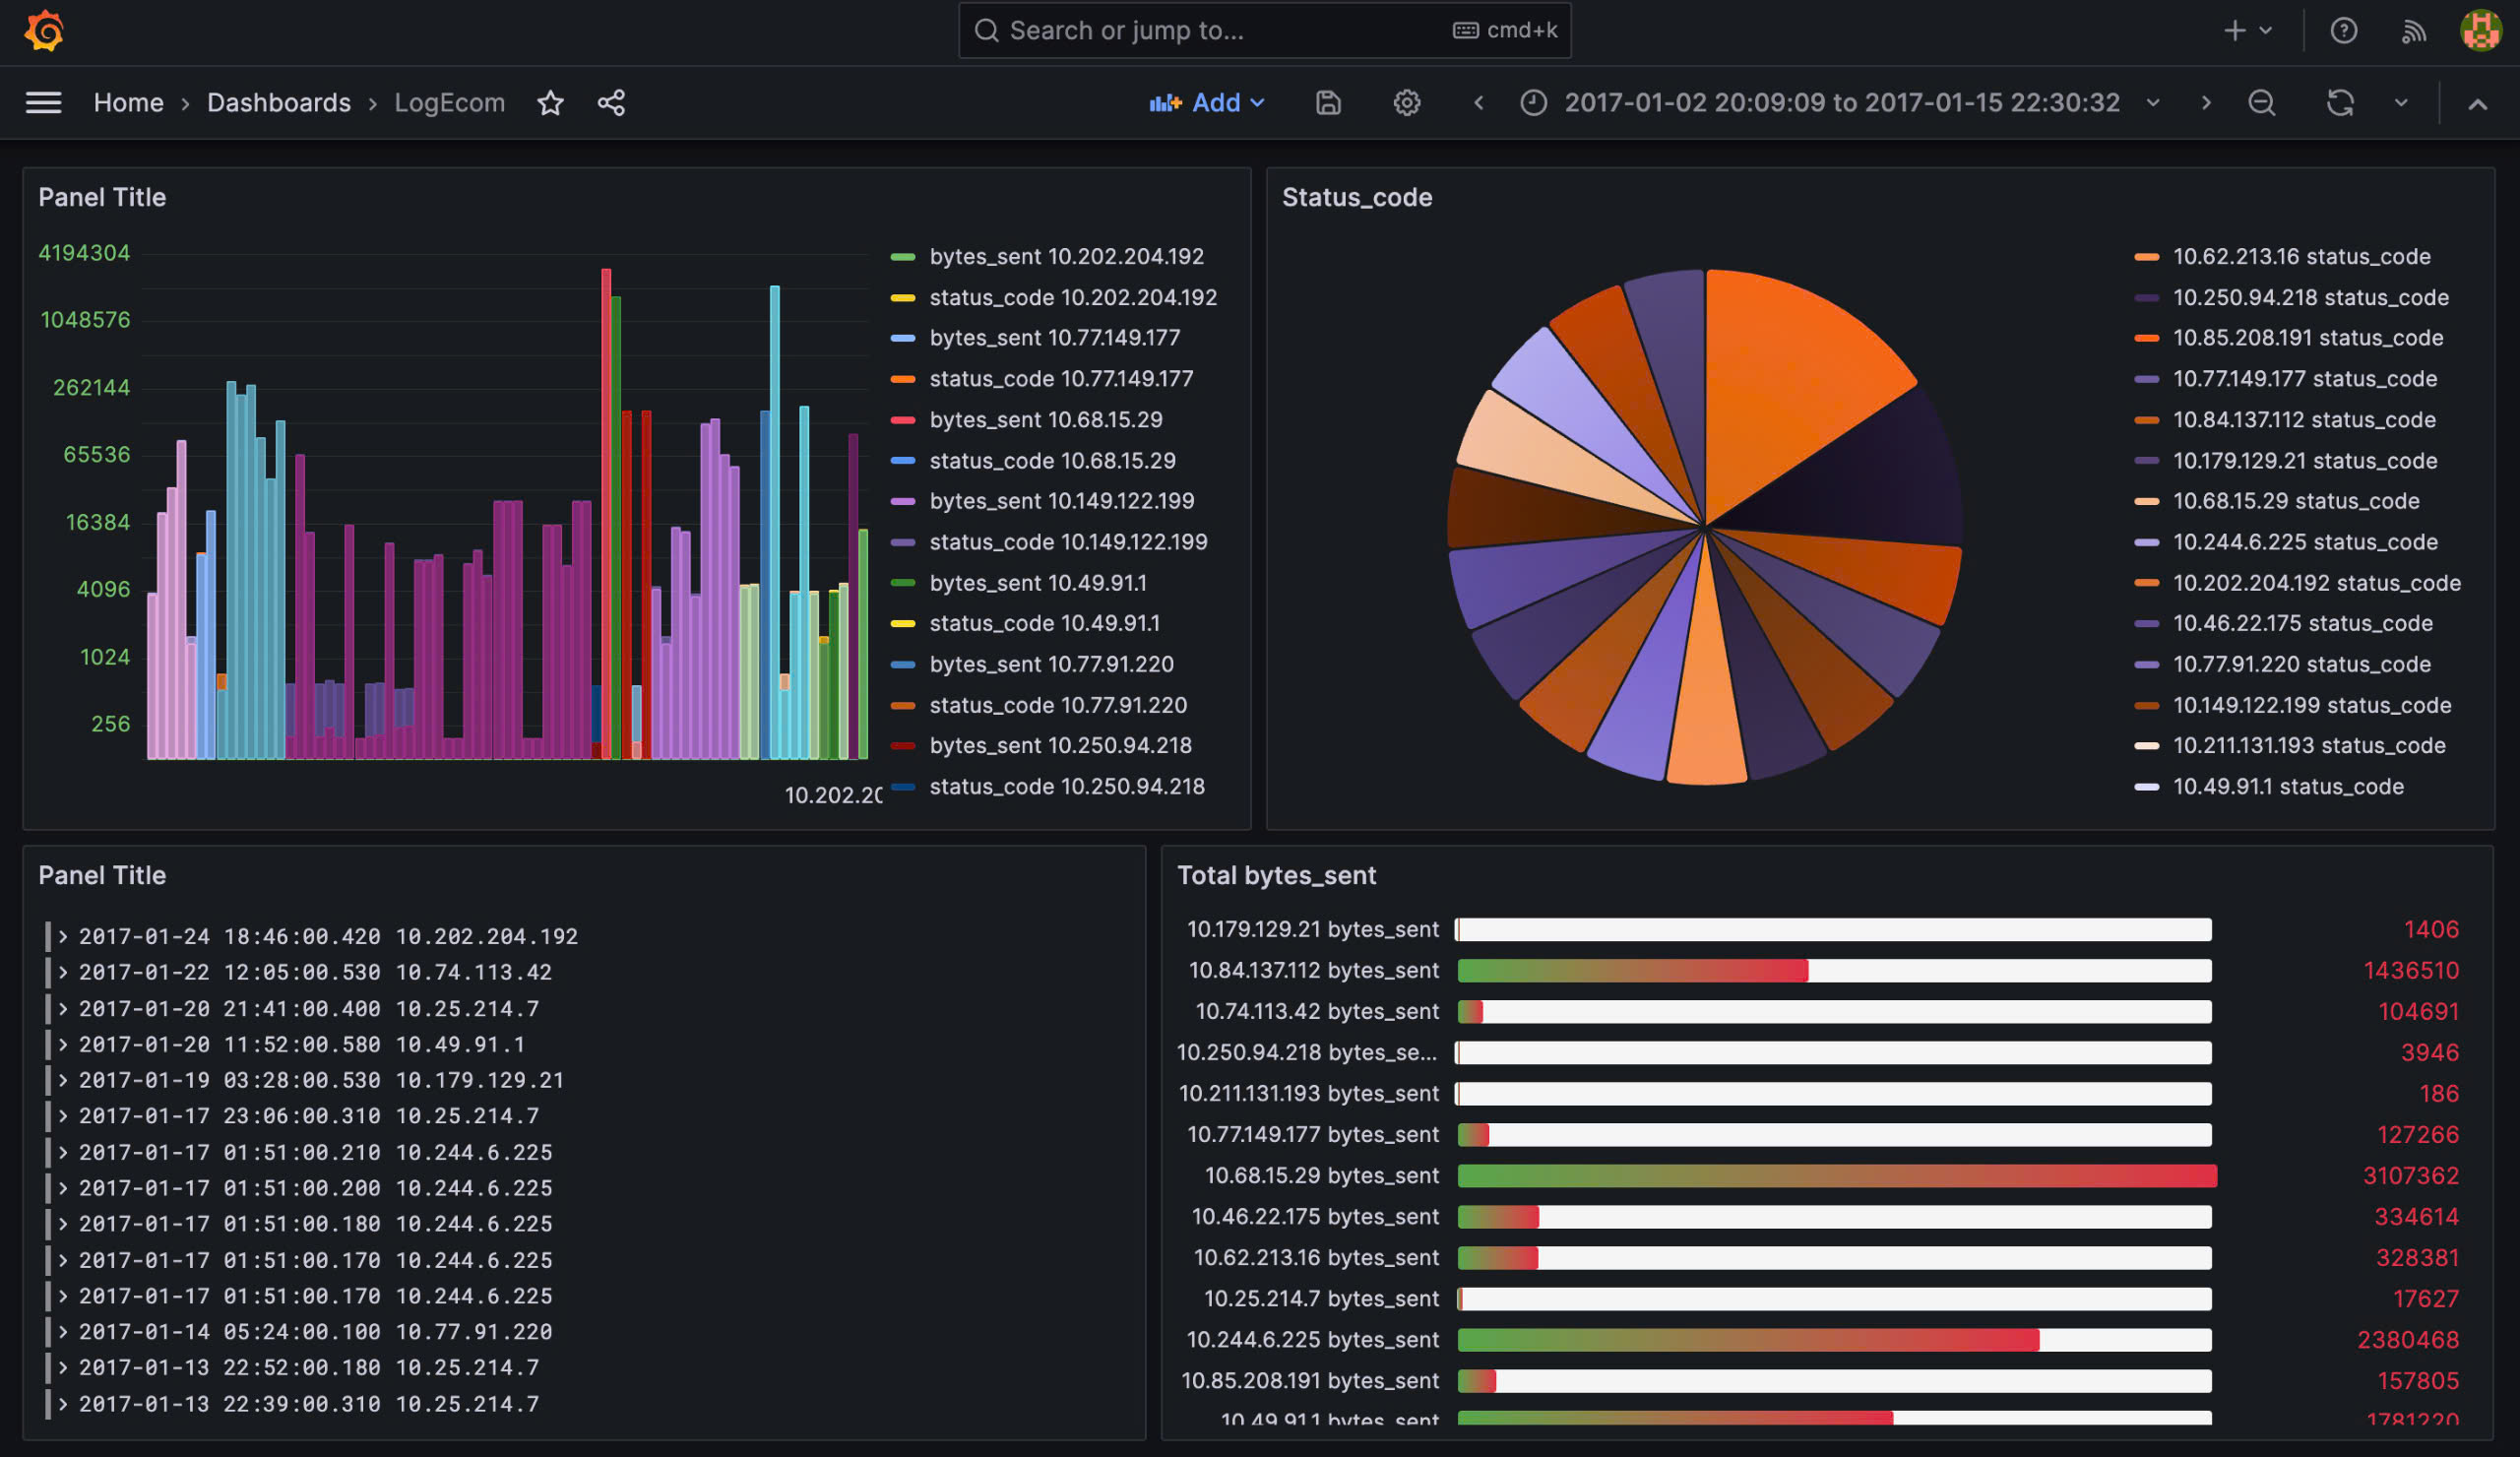 Search or jump to... cmd+k
Home › Dashboards › LogEcom
Add
2017-01-02 20:09:09 to 2017-01-15 22:30:32
Panel Title
4194304
1048576
262144
65536
16384
4096
1024
256
10.202.20
bytes_sent 10.202.204.192
status_code 10.202.204.192
bytes_sent 10.77.149.177
status_code 10.77.149.177
bytes_sent 10.68.15.29
status_code 10.68.15.29
bytes_sent 10.149.122.199
status_code 10.149.122.199
bytes_sent 10.49.91.1
status_code 10.49.91.1
bytes_sent 10.77.91.220
status_code 10.77.91.220
bytes_sent 10.250.94.218
status_code 10.250.94.218
Status_code
10.62.213.16 status_code
10.250.94.218 status_code
10.85.208.191 status_code
10.77.149.177 status_code
10.84.137.112 status_code
10.179.129.21 status_code
10.68.15.29 status_code
10.244.6.225 status_code
10.202.204.192 status_code
10.46.22.175 status_code
10.77.91.220 status_code
10.149.122.199 status_code
10.211.131.193 status_code
10.49.91.1 status_code
Panel Title
2017-01-24 18:46:00.420 10.202.204.192
2017-01-22 12:05:00.530 10.74.113.42
2017-01-20 21:41:00.400 10.25.214.7
2017-01-20 11:52:00.580 10.49.91.1
2017-01-19 03:28:00.530 10.179.129.21
2017-01-17 23:06:00.310 10.25.214.7
2017-01-17 01:51:00.210 10.244.6.225
2017-01-17 01:51:00.200 10.244.6.225
2017-01-17 01:51:00.180 10.244.6.225
2017-01-17 01:51:00.170 10.244.6.225
2017-01-17 01:51:00.170 10.244.6.225
2017-01-14 05:24:00.100 10.77.91.220
2017-01-13 22:52:00.180 10.25.214.7
2017-01-13 22:39:00.310 10.25.214.7
Total bytes_sent
10.179.129.21 bytes_sent 1406
10.84.137.112 bytes_sent 1436510
10.74.113.42 bytes_sent 104691
10.250.94.218 bytes_se... 3946
10.211.131.193 bytes_sent 186
10.77.149.177 bytes_sent 127266
10.68.15.29 bytes_sent 3107362
10.46.22.175 bytes_sent 334614
10.62.213.16 bytes_sent 328381
10.25.214.7 bytes_sent 17627
10.244.6.225 bytes_sent 2380468
10.85.208.191 bytes_sent 157805
10.49.91.1 bytes_sent 1781220